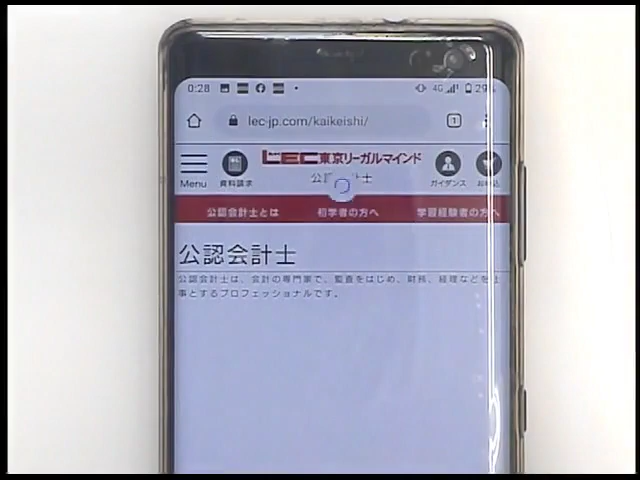 0:28 4G 29%
lec-jp.com/kaikeishi/ 1
Menu 資料請求 LEC東京リーガルマインド ガイダンス
公認会計士とは 初学者の方へ 学習経験者の方へ
公認会計士
公認会計士は、会計の専門家で、監査をはじめ、財務、経理などを仕
事とするプロフェッショナルです。